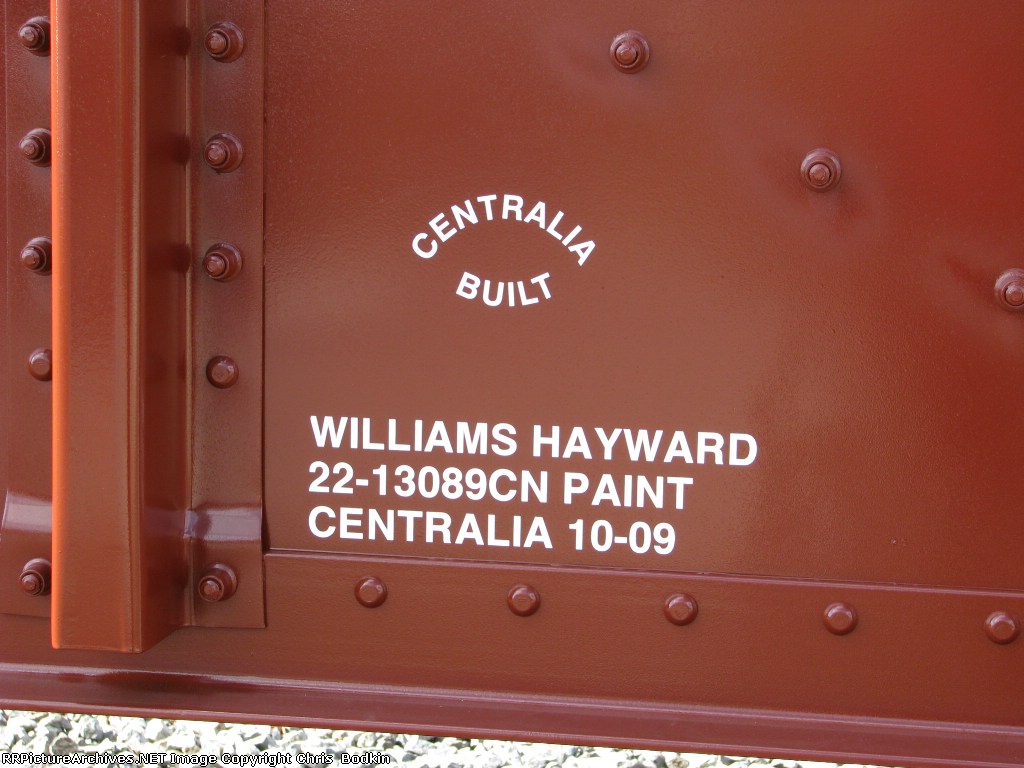 CENTRALIA
BUILT
WILLIAMS HAYWARD
22-13089CN PAINT
CENTRALIA 10-09
RRPictureArchives.NET Image Copyright Chris Bodkin